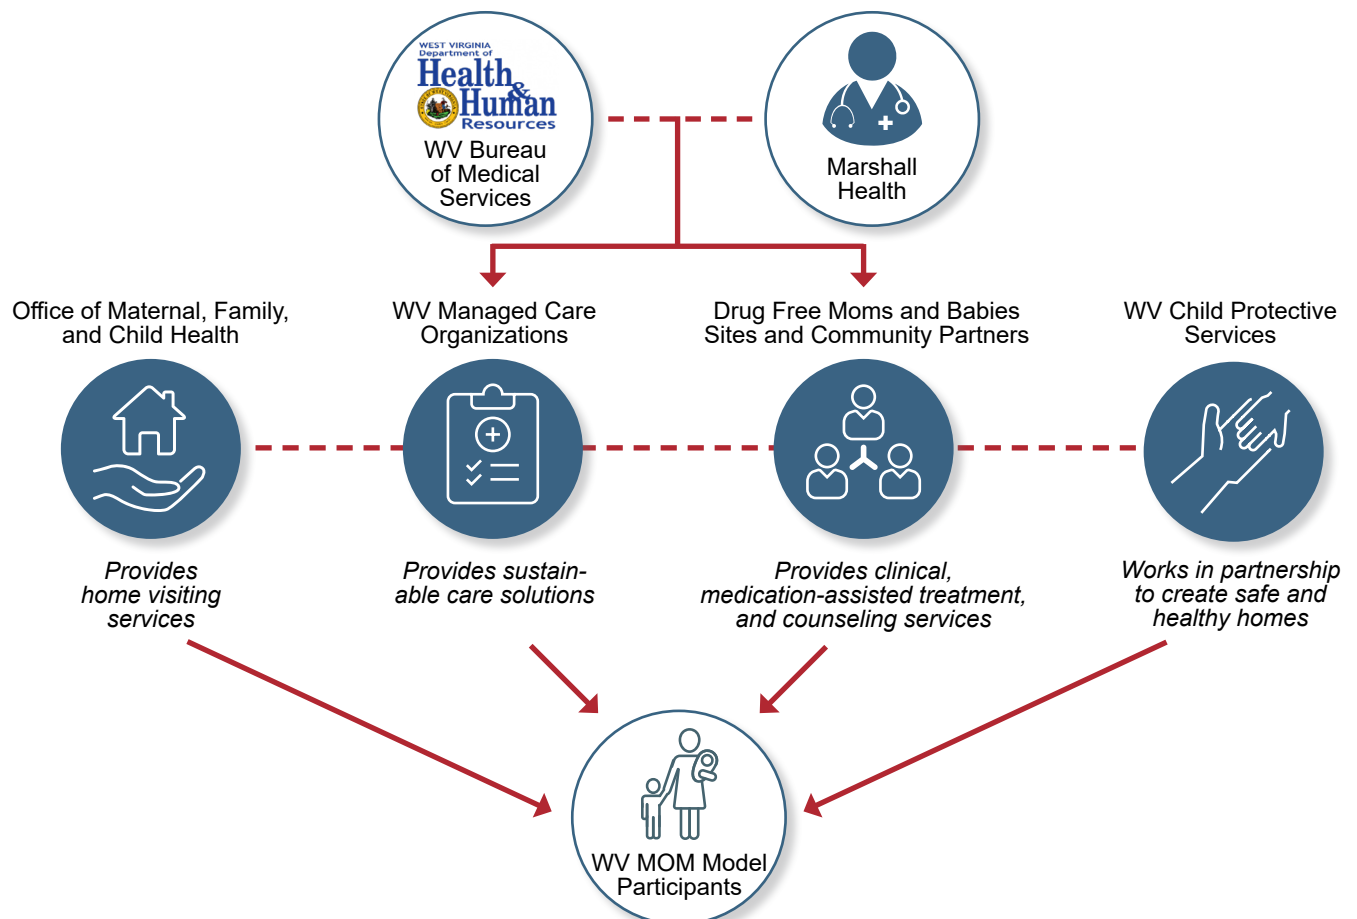 WEST VIRGINIA
Department of
Health
&
Human
Resources
WV Bureau
of Medical
Services
Marshall
Health
Office of Maternal, Family,
and Child Health
WV Managed Care
Organizations
Drug Free Moms and Babies
Sites and Community Partners
WV Child Protective
Services
Provides
home visiting
services
Provides sustain-
able care solutions
Provides clinical,
medication-assisted treatment,
and counseling services
Works in partnership
to create safe and
healthy homes
WV MOM Model
Participants